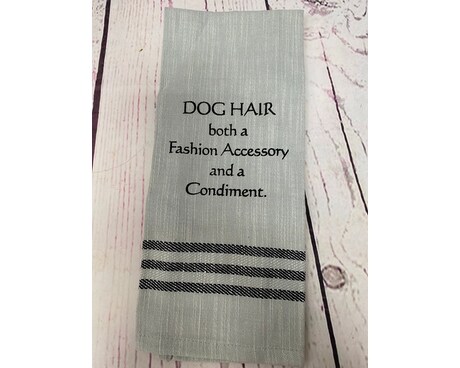 DOG HAIR
both a
Fashion Accessory
and a
Condiment.